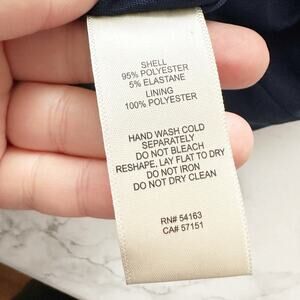 SHELL
95% POLYESTER
5% ELASTANE
LINING
100% POLYESTER
HAND WASH COLD
SEPARATELY
DO NOT BLEACH
RESHAPE, LAY FLAT TO DRY
DO NOT IRON
DO NOT DRY CLEAN
RN# 54163
CA# 57151